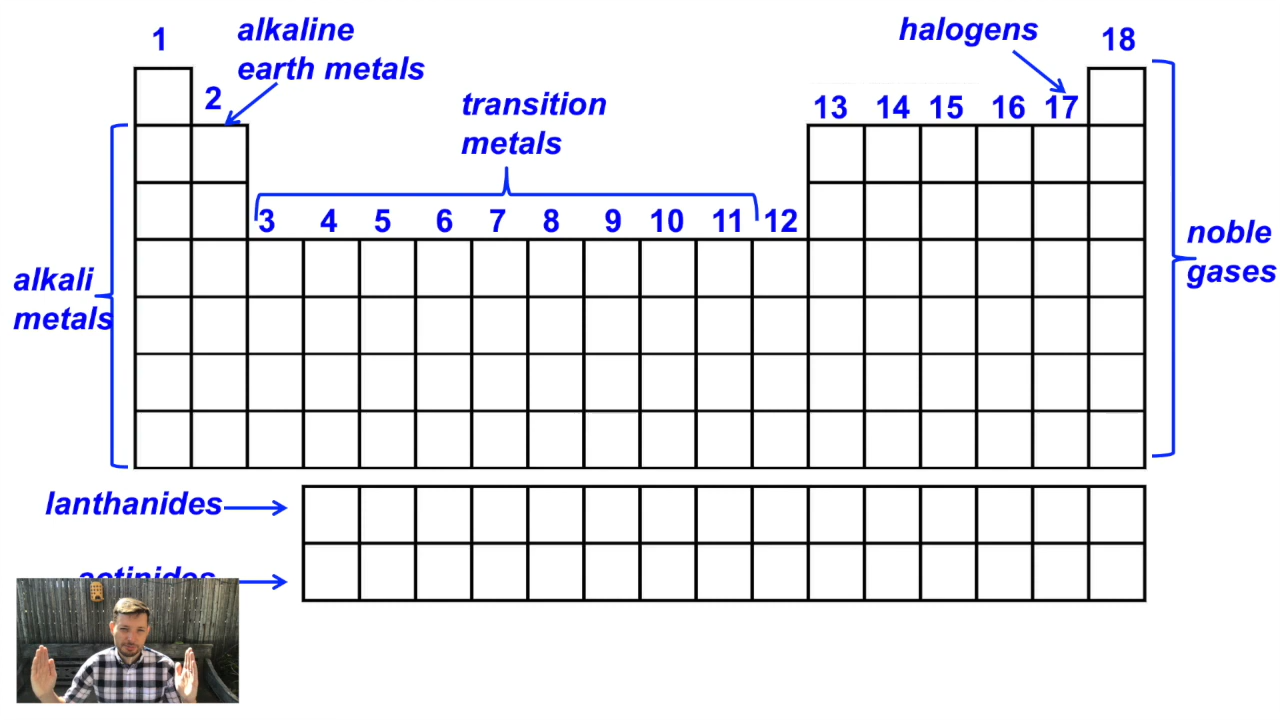 1
alkaline
earth metals
2
transition
metals
halogens
18
13 14 15 16 17
3 4 5 6 7 8 9 10 11 12
alkali
metals
noble
gases
lanthanides
actinides